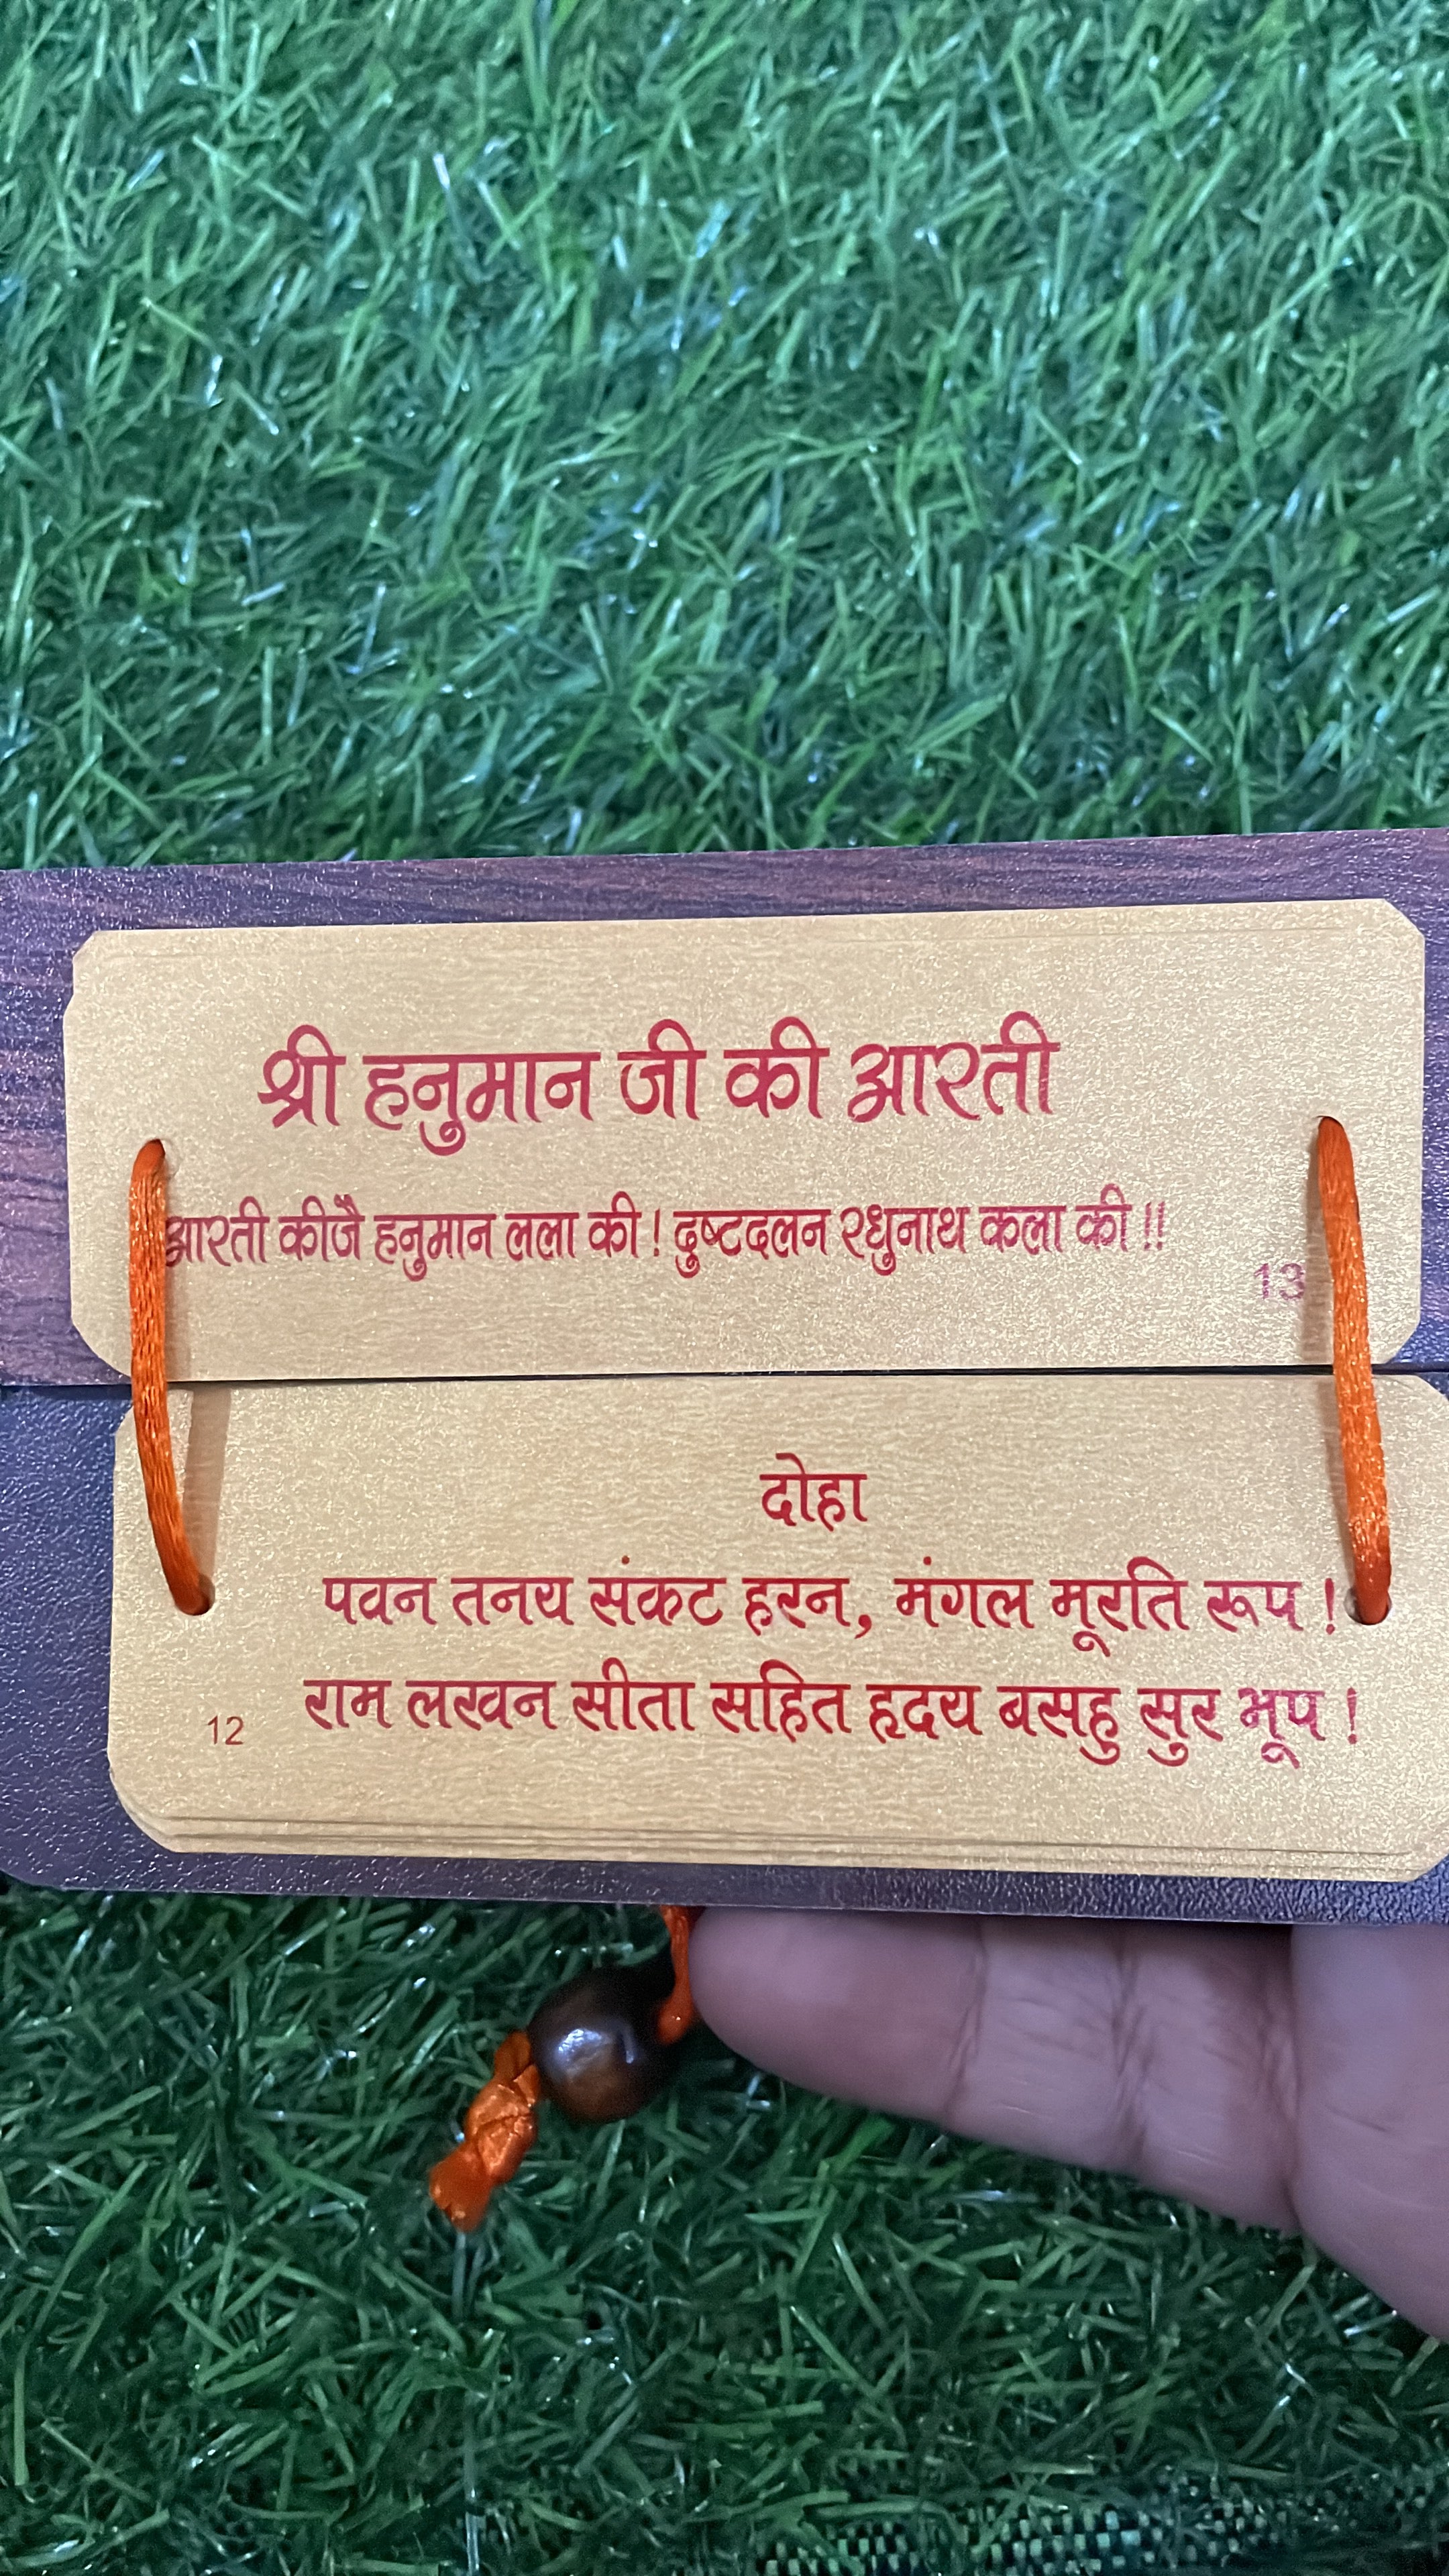 श्री हनुमान जी की आरती
आरती कीजै हनुमान लला की ! दुष्टदलन रधुनाथ कला की !!
13
दोहा
पवन तनय संकट हरन, मंगल मूरति रूप !
राम लखन सीता सहित हृदय बसहु सुर भूप !
12